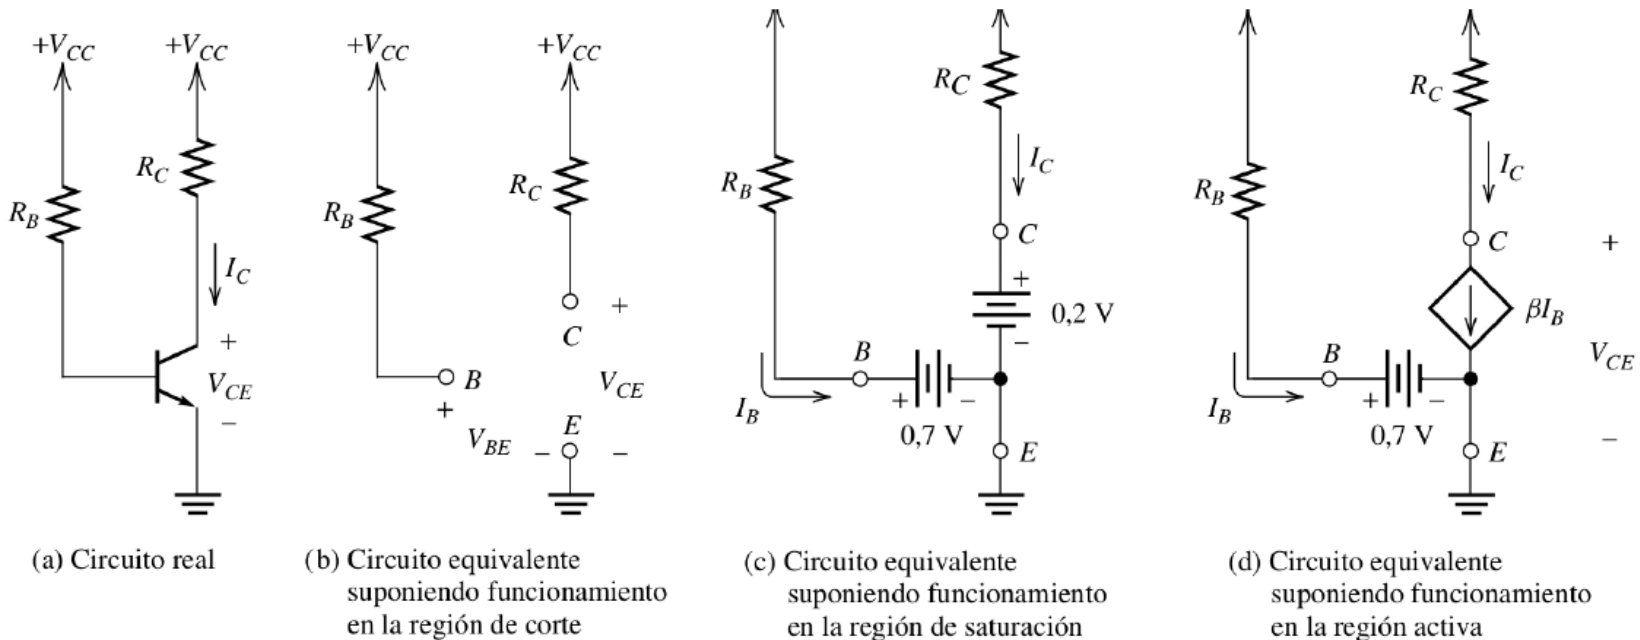 +V_CC +V_CC
R_C
R_B
I_C
+
V_CE
−
(a) Circuito real
+V_CC +V_CC
R_C
R_B
+
C
B
+
V_CE
E
V_BE − −
(b) Circuito equivalente
suponiendo funcionamiento
en la región de corte
R_C
I_C
R_B
C
+
0,2 V
−
B
+ −
I_B
0,7 V
E
(c) Circuito equivalente
suponiendo funcionamiento
en la región de saturación
R_C
I_C
R_B
C +
βI_B
B
V_CE
+ −
I_B
0,7 V
−
E
(d) Circuito equivalente
suponiendo funcionamiento
en la región activa